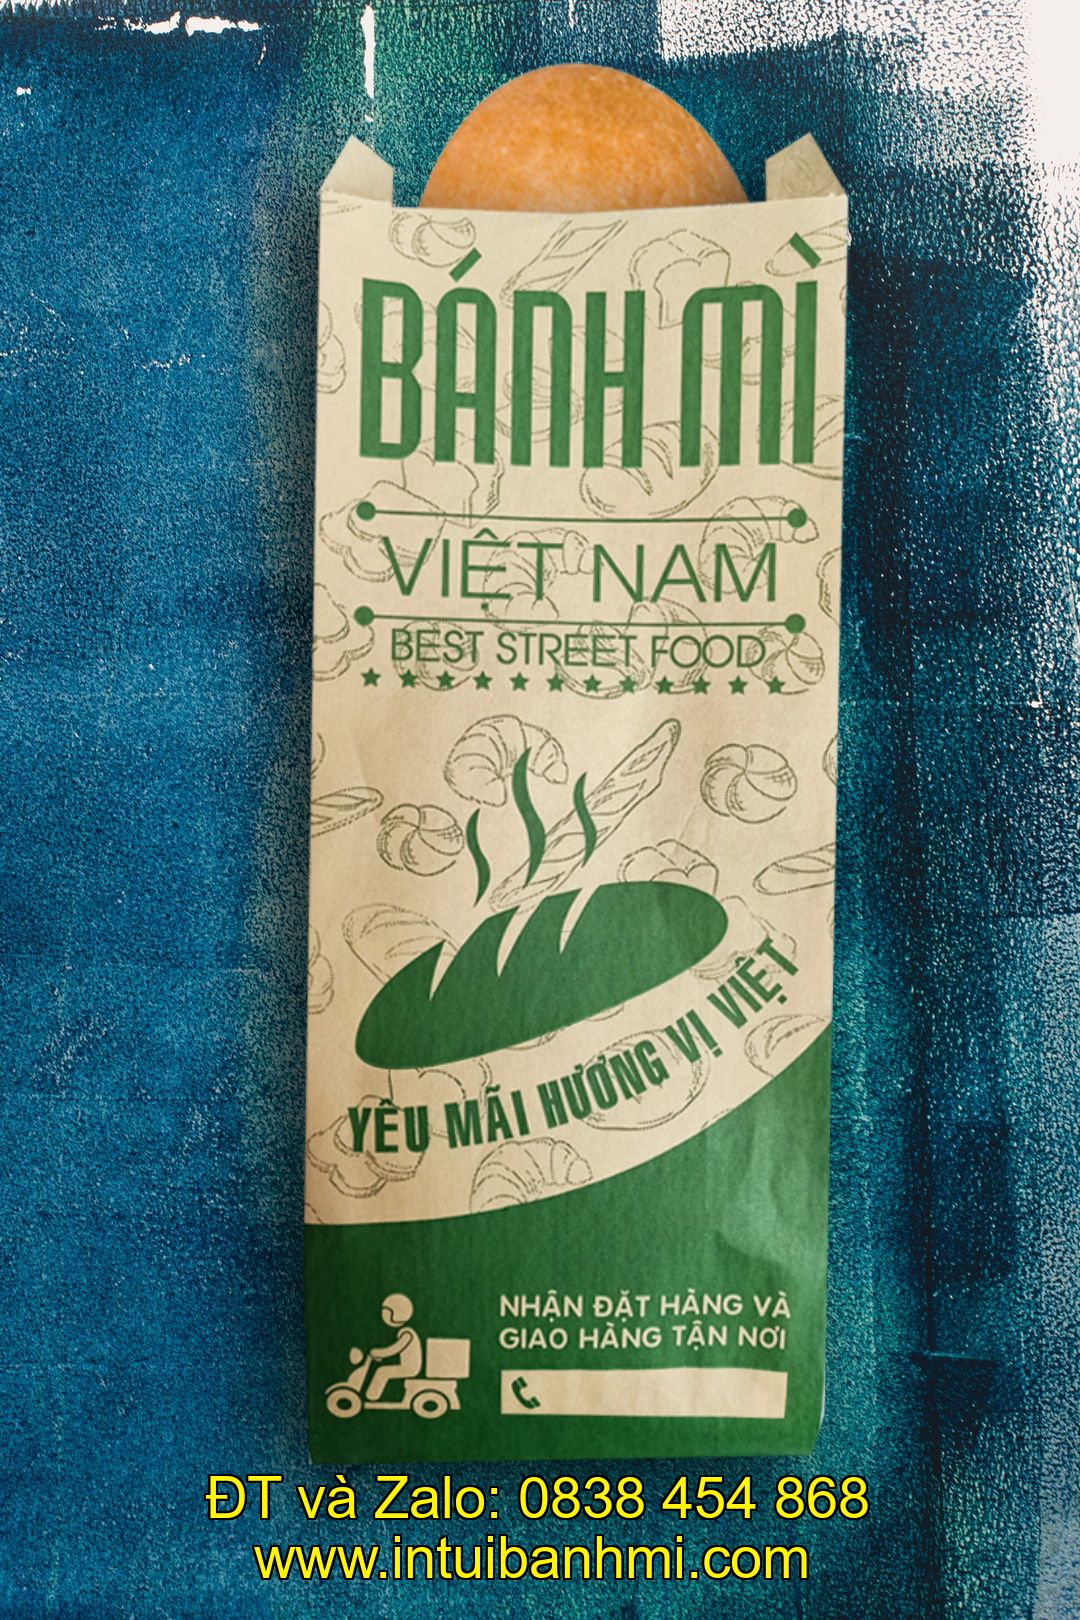 BÁNH MÌ
VIỆT NAM
BEST STREET FOOD
YÊU MÃI HƯƠNG VỊ VIỆT
NHẬN ĐẶT HÀNG VÀ
GIAO HÀNG TẬN NƠI
ĐT và Zalo: 0838 454 868
www.intuibanhmi.com